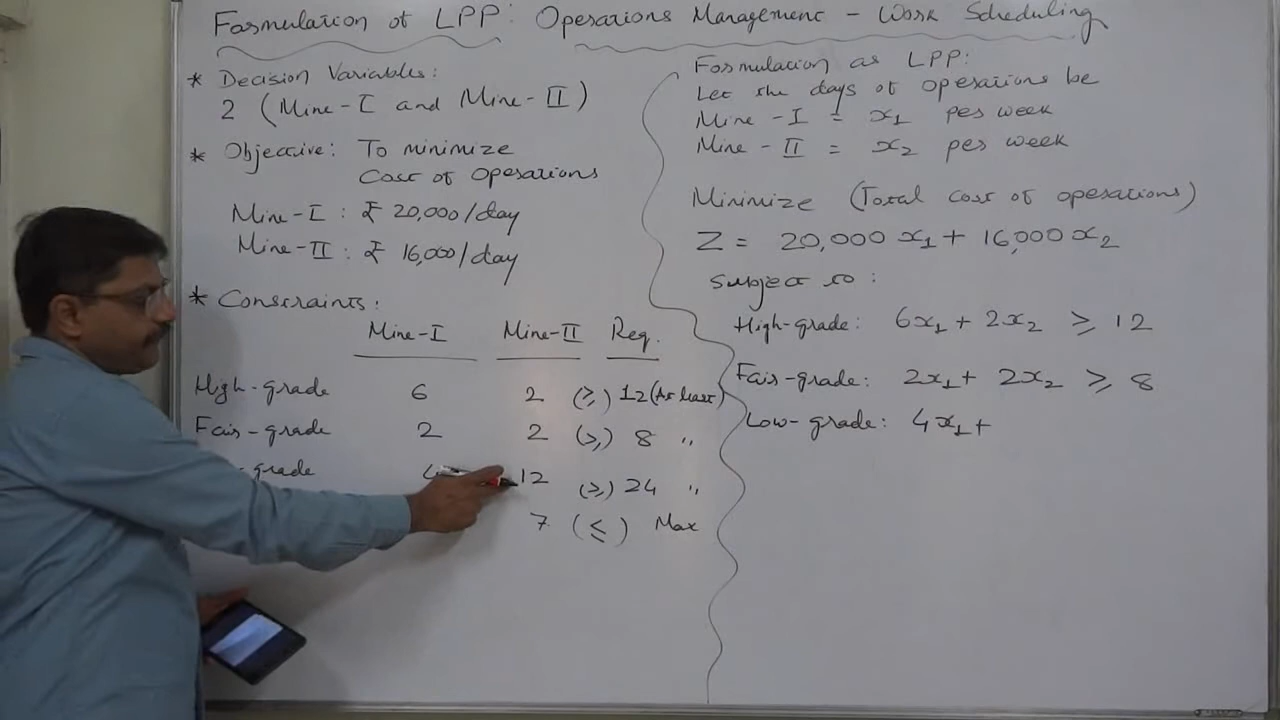 Formulation of LPP: Operations Management - Work Scheduling
* Decision Variables:
2 (Mine-I and Mine-II)
* Objective: To minimize
Cost of Operations
Mine-I : ₹ 20,000/day
Mine-II : ₹ 16,000/day
* Constraints:
Mine-I Mine-II Req.
High-grade 6 2 (≥) 12 (At least)
Fair-grade 2 2 (≥) 8 "
grade 4 12 (≥) 24 "
7 (≤) Max
Formulation as LPP:
Let the days of operations be
Mine-I = x₁ per week
Mine-II = x₂ per week
Minimize (Total cost of operations)
Z = 20,000 x₁ + 16,000 x₂
Subject to:
High-grade: 6x₁ + 2x₂ ≥ 12
Fair-grade: 2x₁ + 2x₂ ≥ 8
Low-grade: 4x₁ +